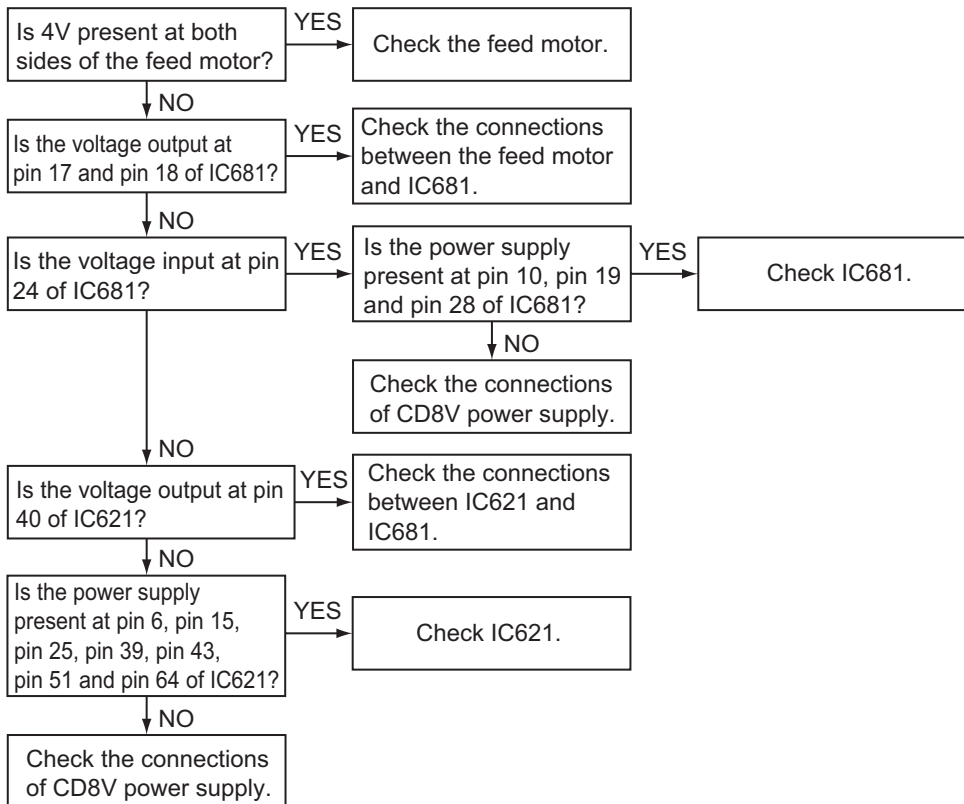 Is 4V present at both
sides of the feed motor?
YES
Check the feed motor.
NO
Is the voltage output at
pin 17 and pin 18 of IC681?
YES
Check the connections
between the feed motor
and IC681.
NO
Is the voltage input at pin
24 of IC681?
YES
Is the power supply
present at pin 10, pin 19
and pin 28 of IC681?
YES
Check IC681.
NO
Check the connections
of CD8V power supply.
NO
Is the voltage output at pin
40 of IC621?
YES
Check the connections
between IC621 and
IC681.
NO
Is the power supply
present at pin 6, pin 15,
pin 25, pin 39, pin 43,
pin 51 and pin 64 of IC621?
YES
Check IC621.
NO
Check the connections
of CD8V power supply.